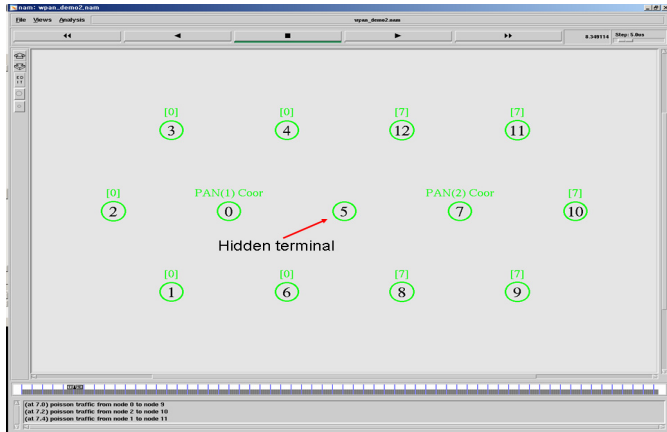 nam: wpan_demo2.nam
File Views Analysis wpan_demo2.nam
8.349114 Step: 5.0ms
[0] [0] [7] [7]
3 4 12 11
[0] PAN(1) Coor PAN(2) Coor [7]
2 0 5 7 10
Hidden terminal
[0] [0] [7] [7]
1 6 8 9
(at 7.0) poisson traffic from node 0 to node 9
(at 7.2) poisson traffic from node 2 to node 10
(at 7.4) poisson traffic from node 1 to node 11